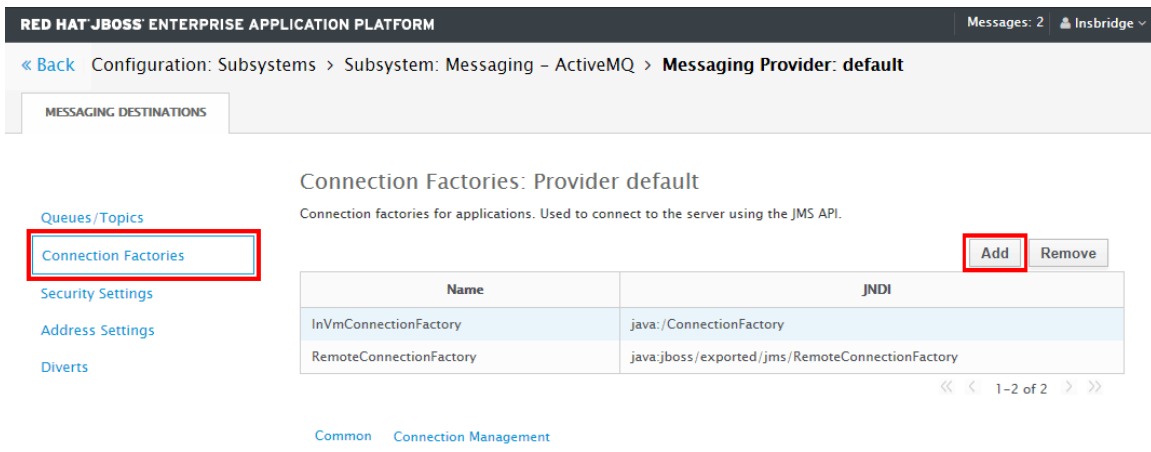 RED HAT JBOSS ENTERPRISE APPLICATION PLATFORM Messages: 2 Insbridge
« Back Configuration: Subsystems > Subsystem: Messaging – ActiveMQ > Messaging Provider: default
MESSAGING DESTINATIONS
Connection Factories: Provider default
Connection factories for applications. Used to connect to the server using the JMS API.
Queues/Topics
Connection Factories
Security Settings
Address Settings
Diverts
Add Remove
Name JNDI
InVmConnectionFactory java:/ConnectionFactory
RemoteConnectionFactory java:jboss/exported/jms/RemoteConnectionFactory
« < 1-2 of 2 > »
Common Connection Management